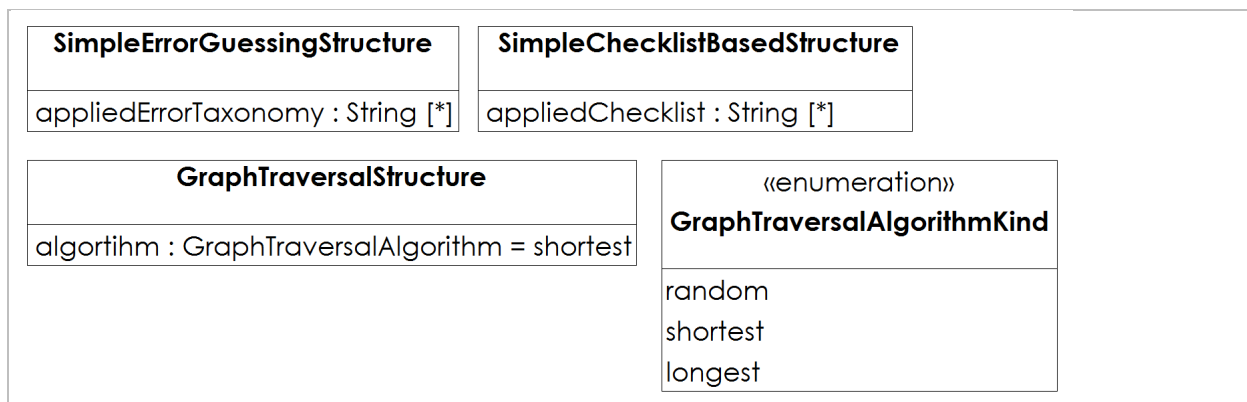 SimpleErrorGuessingStructure
appliedErrorTaxonomy : String [*]
SimpleChecklistBasedStructure
appliedChecklist : String [*]
GraphTraversalStructure
algortihm : GraphTraversalAlgorithm = shortest
«enumeration»
GraphTraversalAlgorithmKind
random
shortest
longest